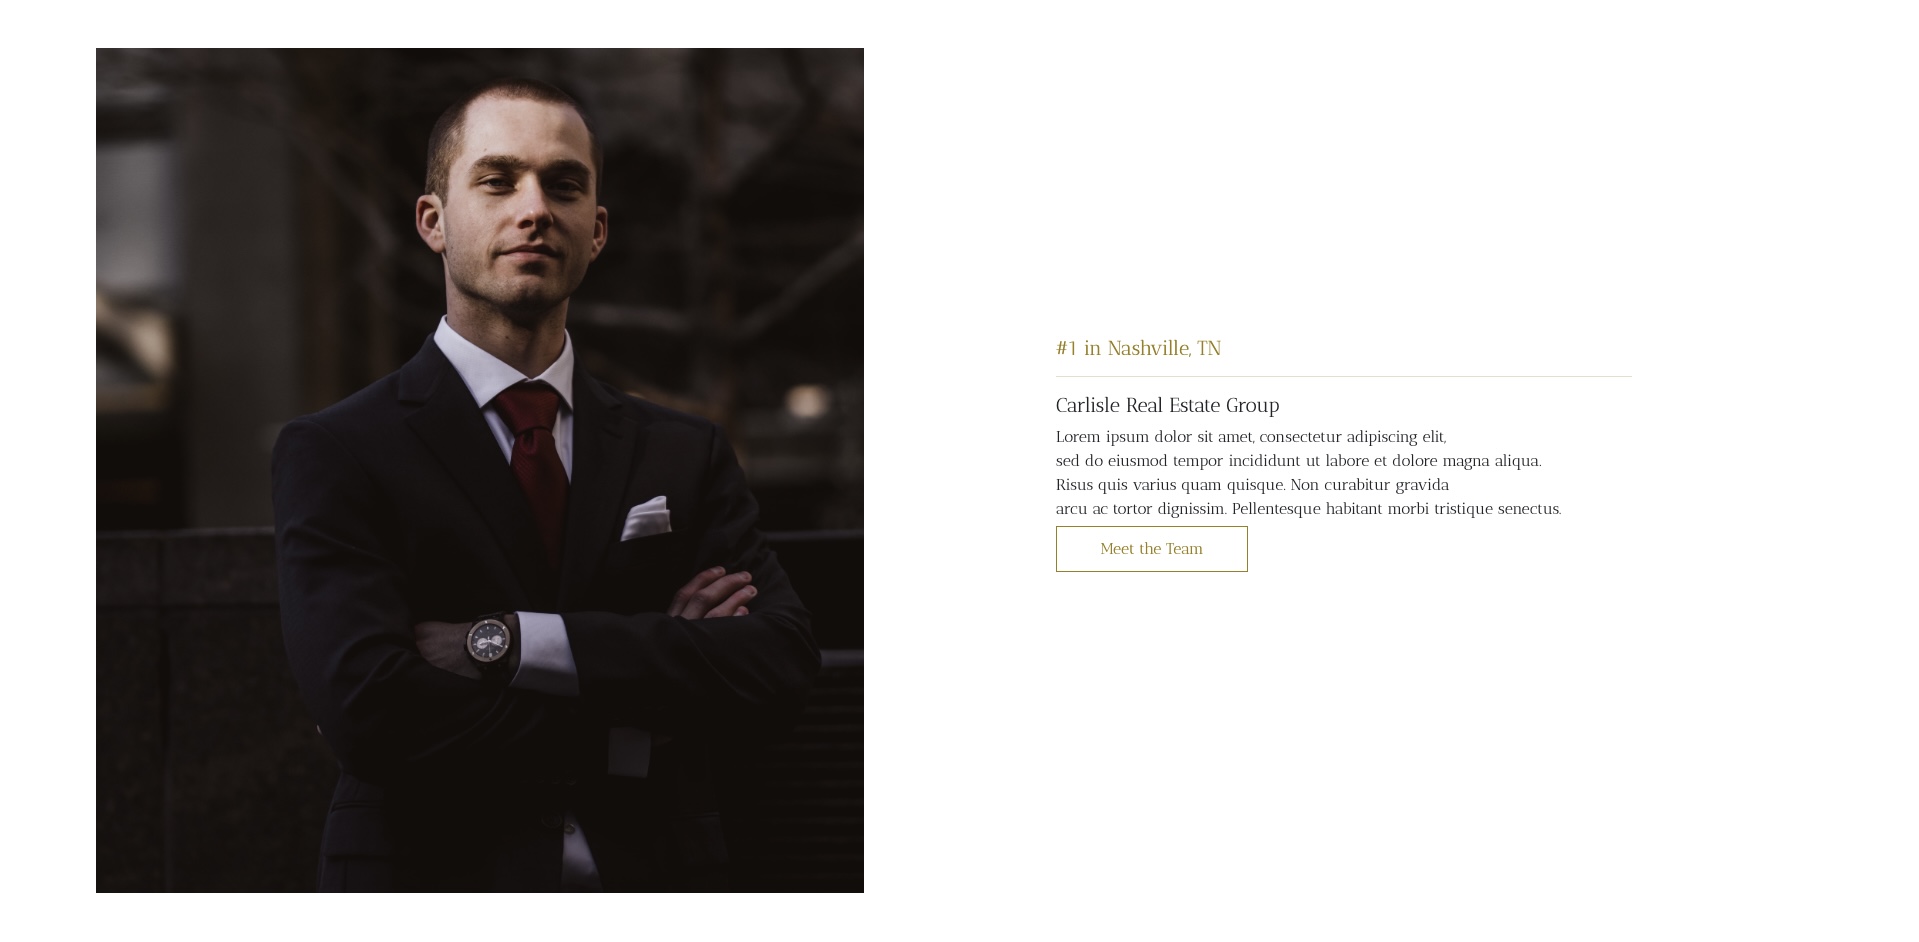 #1 in Nashville, TN
Carlisle Real Estate Group
Lorem ipsum dolor sit amet, consectetur adipiscing elit,
sed do eiusmod tempor incididunt ut labore et dolore magna aliqua.
Risus quis varius quam quisque. Non curabitur gravida
arcu ac tortor dignissim. Pellentesque habitant morbi tristique senectus.
Meet the Team